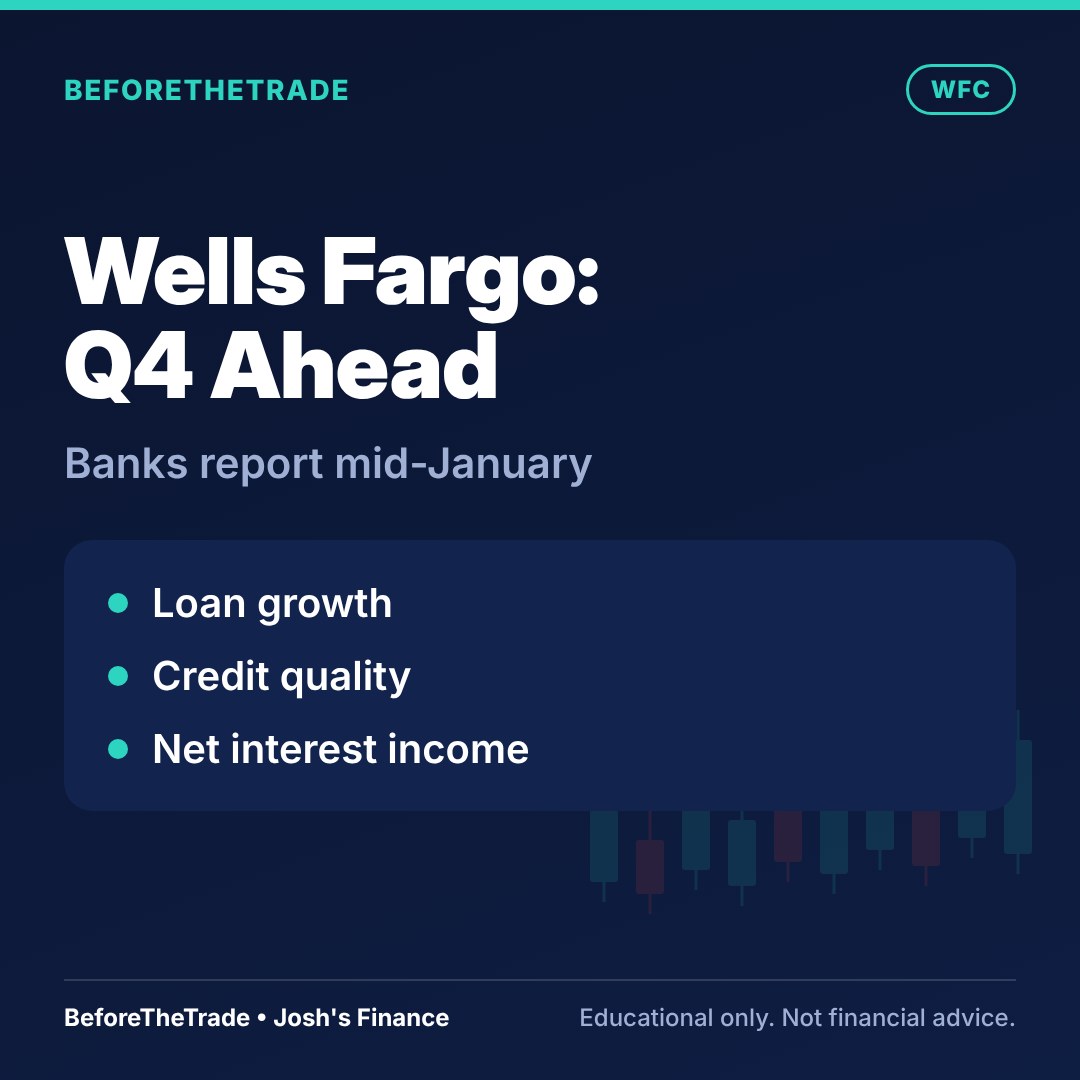 BEFORETHETRADE
WFC
Wells Fargo:
Q4 Ahead
Banks report mid-January
Loan growth
Credit quality
Net interest income
BeforeTheTrade • Josh's Finance
Educational only. Not financial advice.